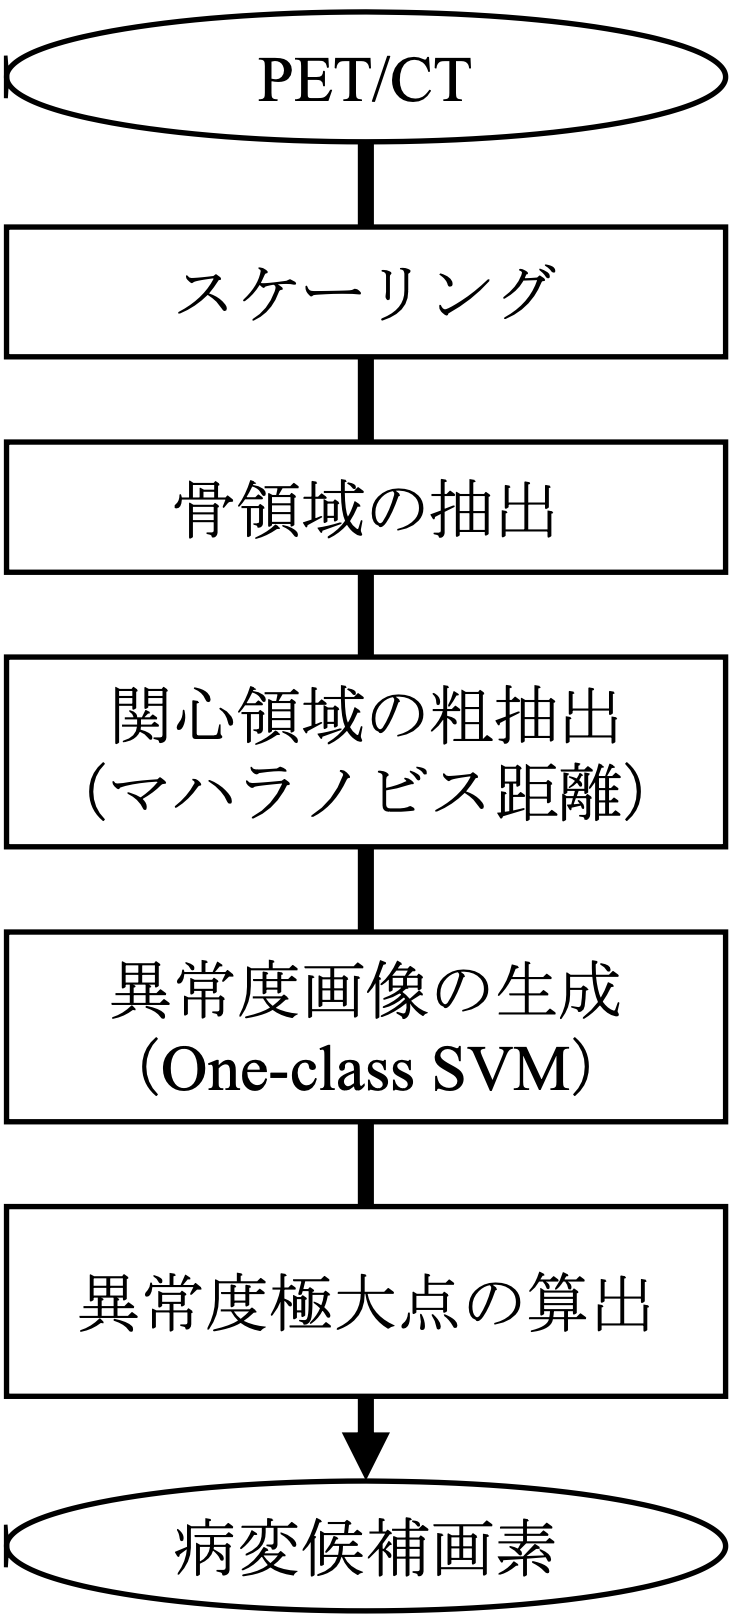 PET/CT
スケーリング
骨領域の抽出
関心領域の粗抽出
（マハラノビス距離）
異常度画像の生成
（One-class SVM）
異常度極大点の算出
病変候補画素